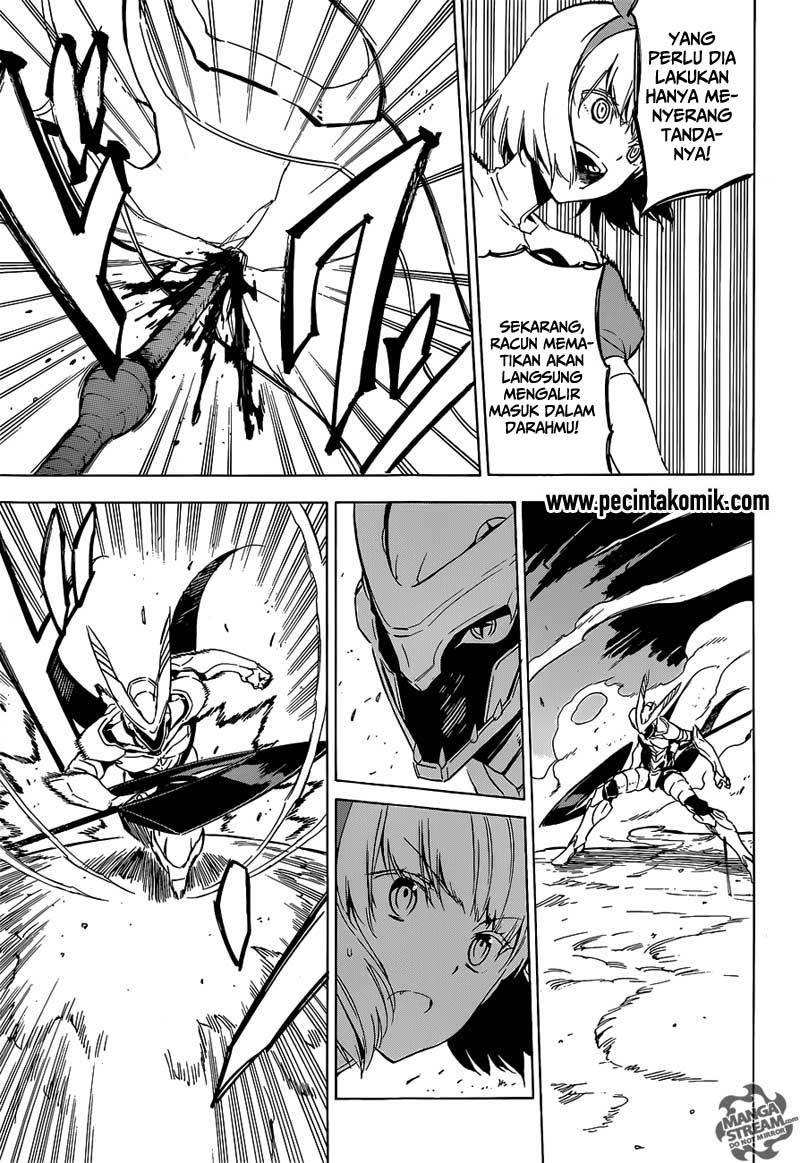 YANG
PERLU DIA
LAKUKAN
HANYA ME-
NYERANG
TANDA-
NYA!
SEKARANG,
RACUN MEMA-
TIKAN AKAN
LANGSUNG
MENGALIR
MASUK DALAM
DARAHMU!
www.pecintakomik.com
MANGA
STREAM.com
DO NOT MIRROR